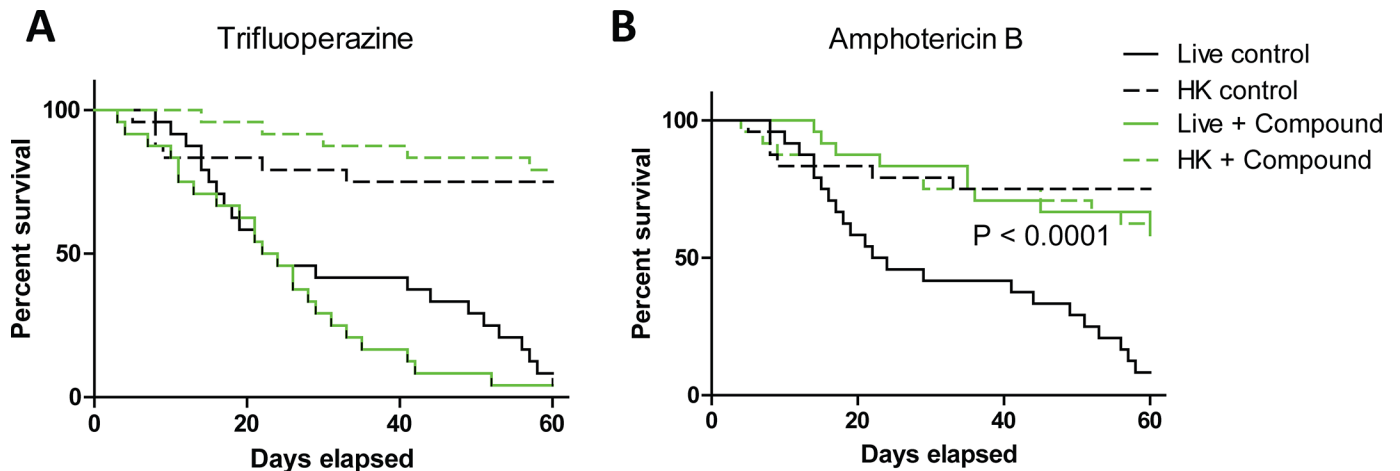 A
Trifluoperazine
Percent survival
100
50
0
0 20 40 60
Days elapsed
B
Amphotericin B
Percent survival
100
50
0
P < 0.0001
0 20 40 60
Days elapsed
Live control
HK control
Live + Compound
HK + Compound